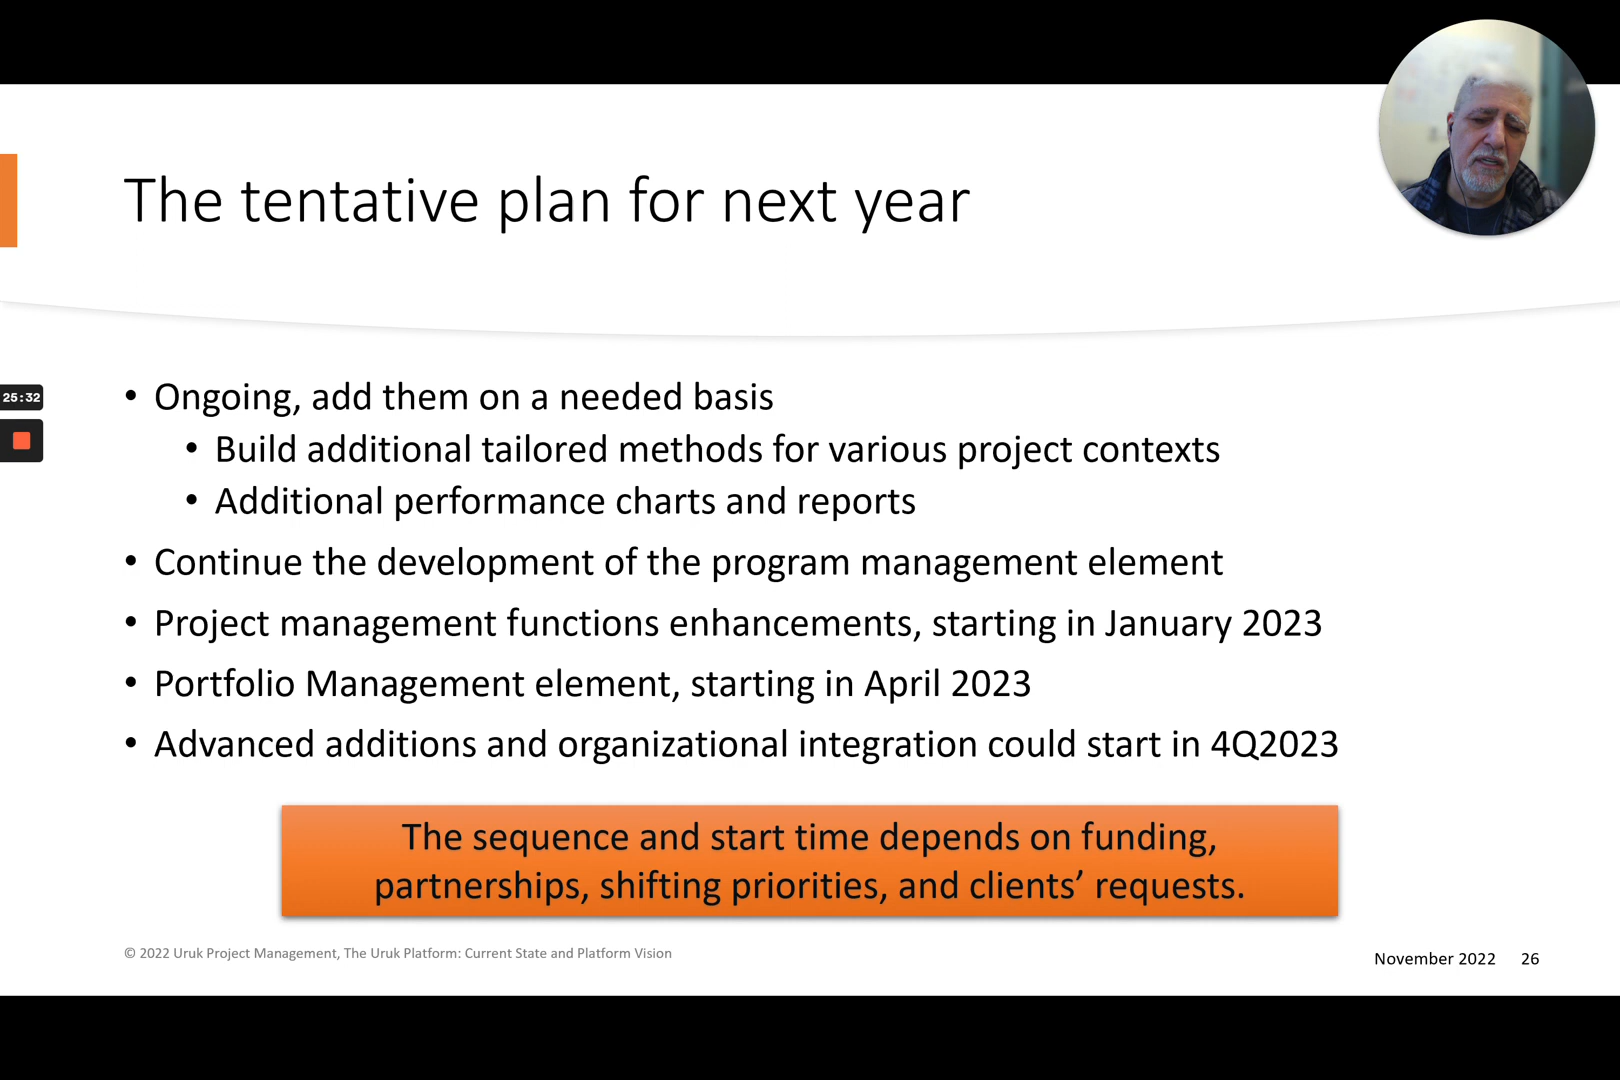 The tentative plan for next year
25:32
• Ongoing, add them on a needed basis
• Build additional tailored methods for various project contexts
• Additional performance charts and reports
• Continue the development of the program management element
• Project management functions enhancements, starting in January 2023
• Portfolio Management element, starting in April 2023
• Advanced additions and organizational integration could start in 4Q2023
The sequence and start time depends on funding,
partnerships, shifting priorities, and clients’ requests.
© 2022 Uruk Project Management, The Uruk Platform: Current State and Platform Vision
November 2022 26